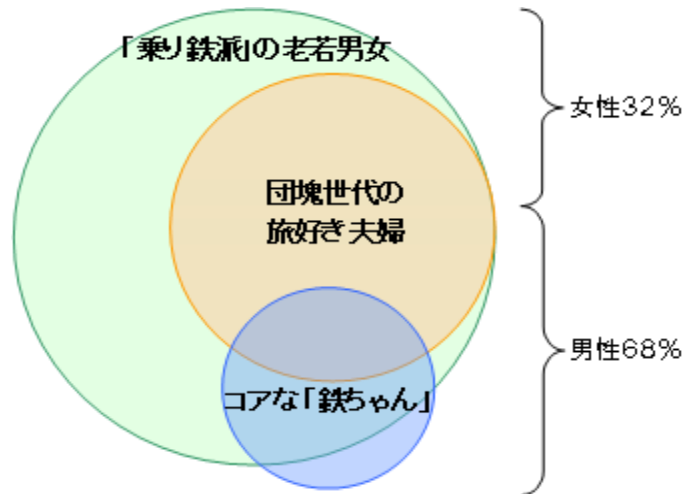 「乗り鉄派」の老若男女
女性32%
団塊世代の
旅好き夫婦
男性68%
コアな「鉄ちゃん」